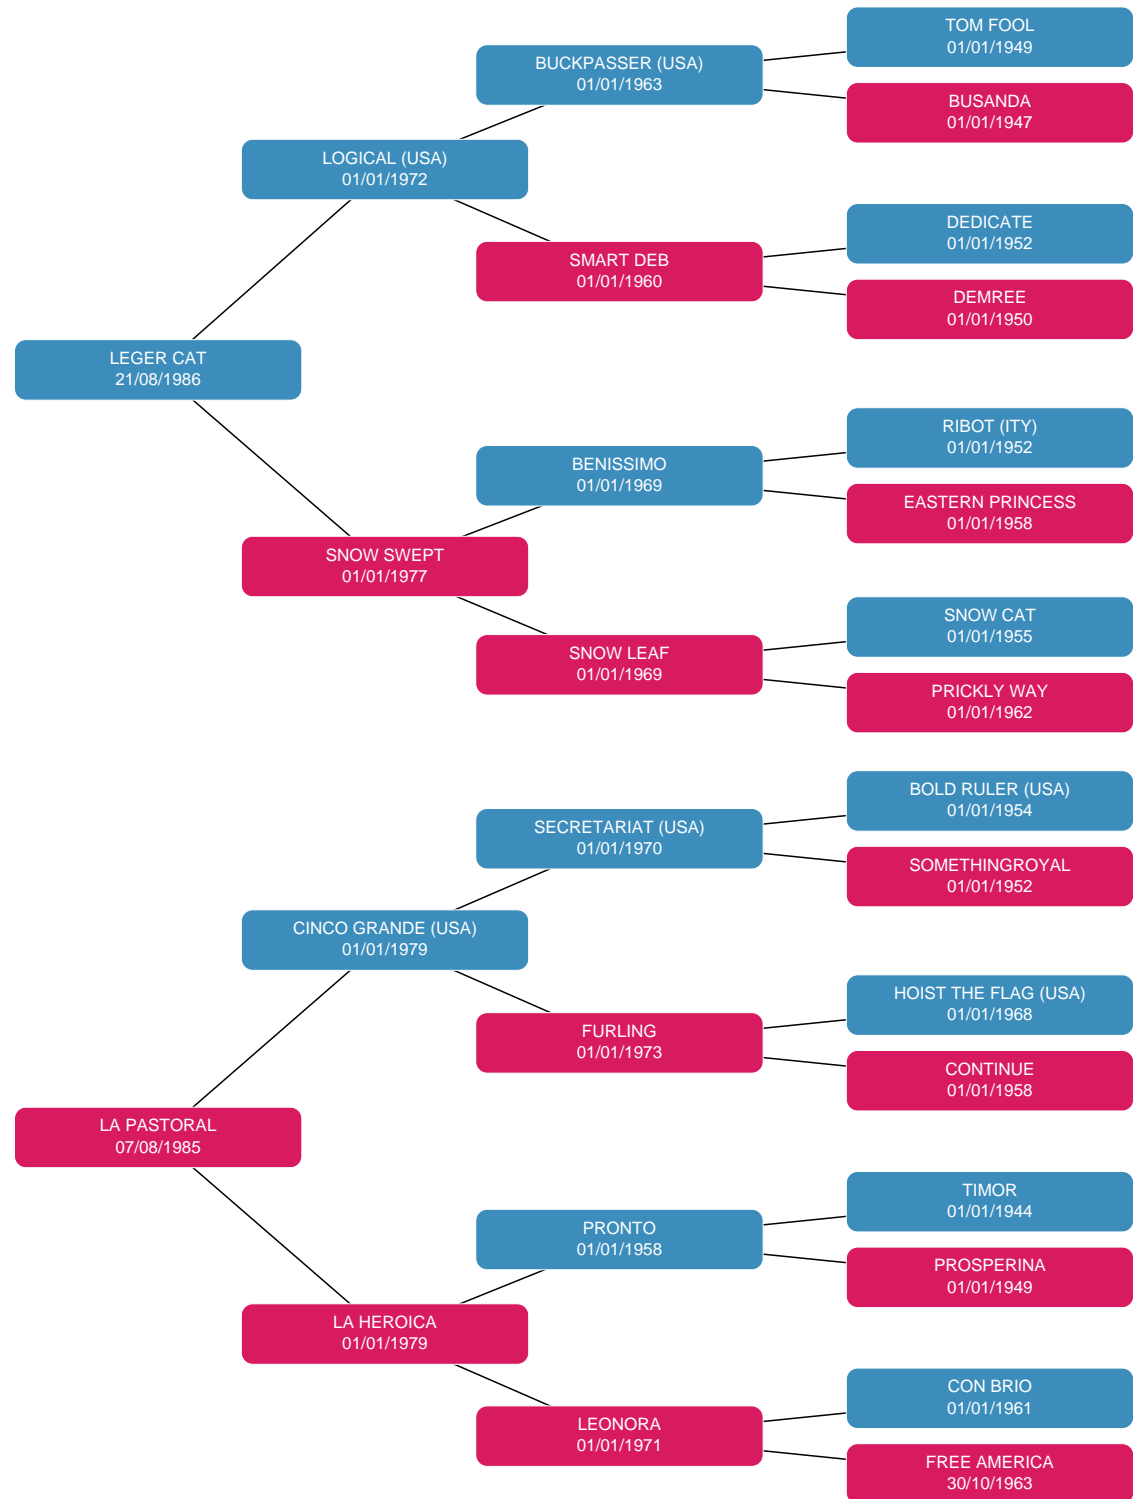 TOM FOOL
01/01/1949
BUCKPASSER (USA)
01/01/1963
BUSANDA
01/01/1947
LOGICAL (USA)
01/01/1972
DEDICATE
01/01/1952
SMART DEB
01/01/1960
DEMREE
01/01/1950
LEGER CAT
21/08/1986
RIBOT (ITY)
01/01/1952
BENISSIMO
01/01/1969
EASTERN PRINCESS
01/01/1958
SNOW SWEPT
01/01/1977
SNOW CAT
01/01/1955
SNOW LEAF
01/01/1969
PRICKLY WAY
01/01/1962
BOLD RULER (USA)
01/01/1954
SECRETARIAT (USA)
01/01/1970
SOMETHINGROYAL
01/01/1952
CINCO GRANDE (USA)
01/01/1979
HOIST THE FLAG (USA)
01/01/1968
FURLING
01/01/1973
CONTINUE
01/01/1958
LA PASTORAL
07/08/1985
TIMOR
01/01/1944
PRONTO
01/01/1958
PROSPERINA
01/01/1949
LA HEROICA
01/01/1979
CON BRIO
01/01/1961
LEONORA
01/01/1971
FREE AMERICA
30/10/1963